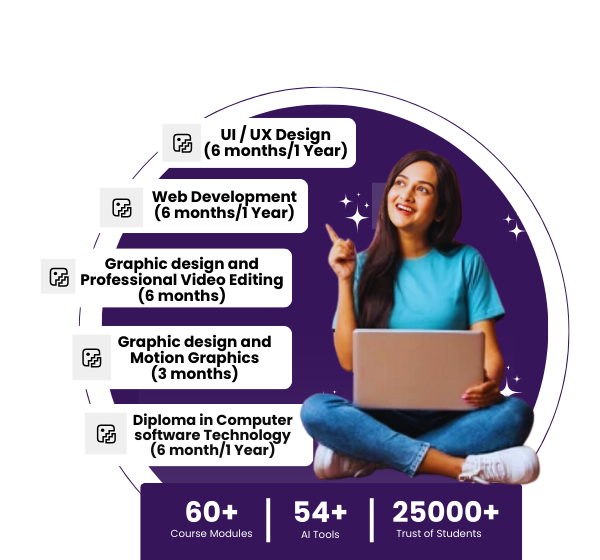 UI / UX Design
(6 months/1 Year)
Web Development
(6 months/1 Year)
Graphic design and
Professional Video Editing
(6 months)
Graphic design and
Motion Graphics
(3 months)
Diploma in Computer
software Technology
(6 month/1 Year)
60+
Course Modules
54+
AI Tools
25000+
Trust of Students